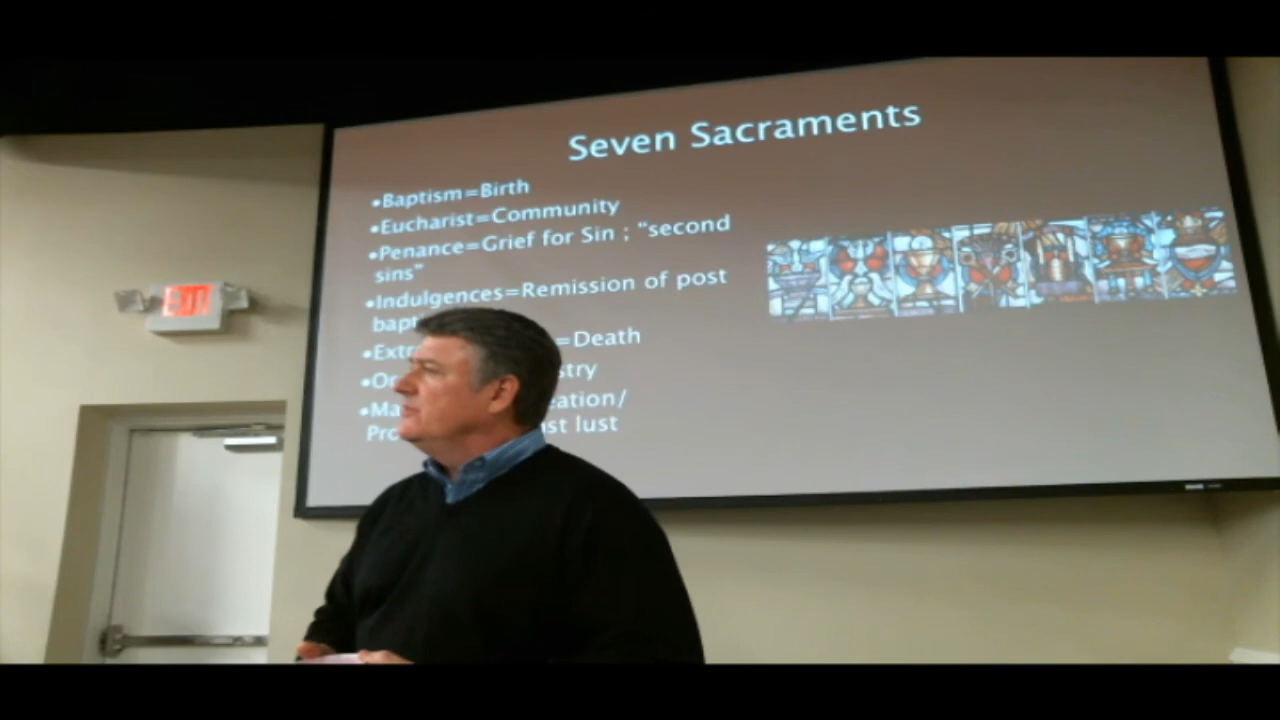 Seven Sacraments
•Baptism=Birth
•Eucharist=Community
•Penance=Grief for Sin ; "second
sins"
•Indulgences=Remission of post
bapt
•Extr =Death
•Or stry
•Ma eation/
Pro st lust
EXIT